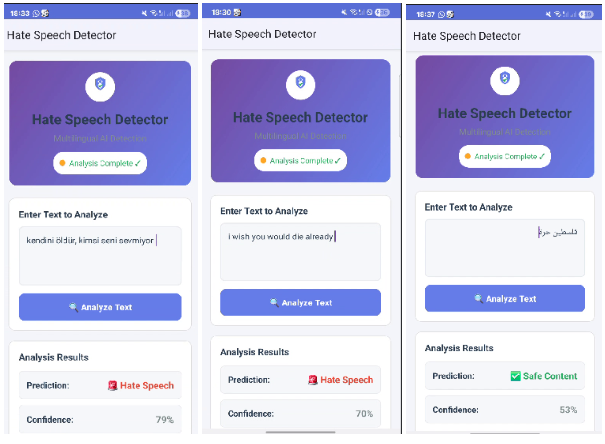 18:33
Hate Speech Detector
Hate Speech Detector
Multilingual AI Detection
Analysis Complete ✓
Enter Text to Analyze
kendini öldür, kimse seni sevmiyor
🔍 Analyze Text
Analysis Results
Prediction: 🚨 Hate Speech
Confidence: 79%
18:30
Hate Speech Detector
Hate Speech Detector
Multilingual AI Detection
Analysis Complete ✓
Enter Text to Analyze
i wish you would die already
🔍 Analyze Text
Analysis Results
Prediction: 🚨 Hate Speech
Confidence: 70%
18:37
Hate Speech Detector
Hate Speech Detector
Multilingual AI Detection
Analysis Complete ✓
Enter Text to Analyze
فلسطين حرة
🔍 Analyze Text
Analysis Results
Prediction: ✅ Safe Content
Confidence: 53%